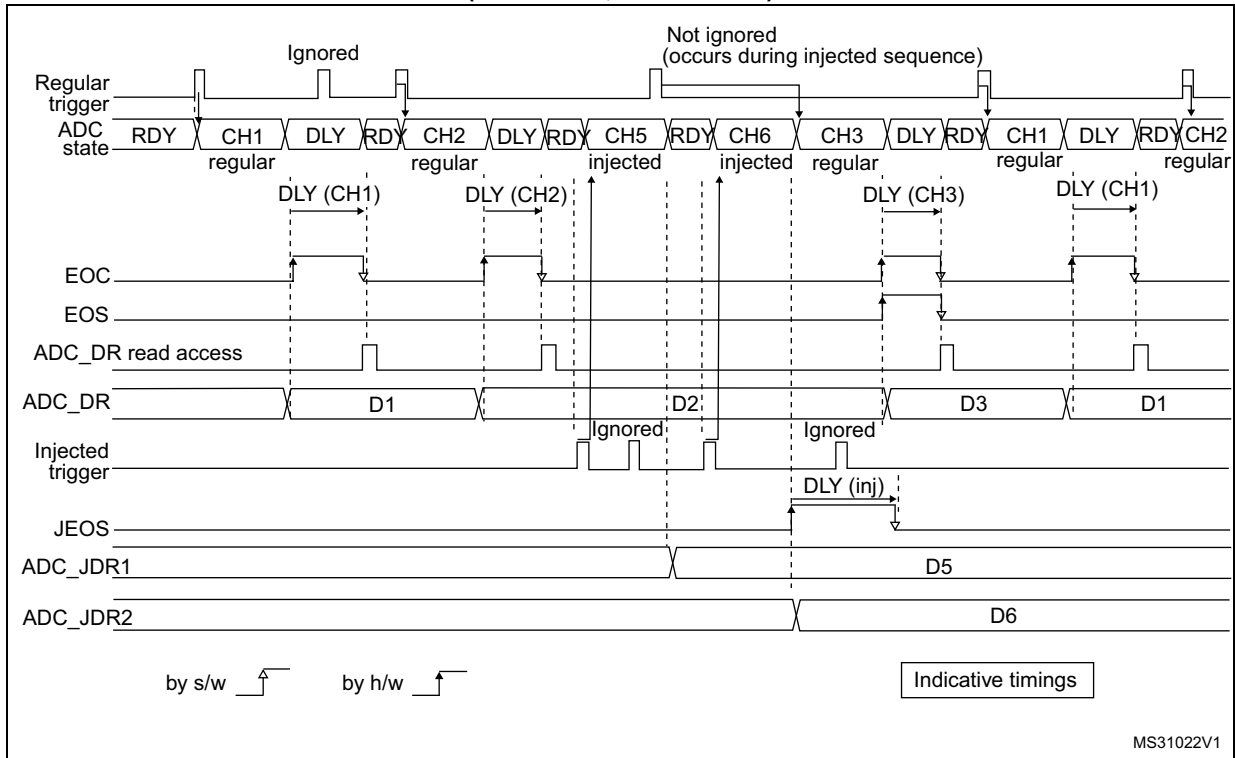 Not ignored
Ignored
(occurs during injected sequence)
Regular
trigger
ADC
state
RDY CH1 DLY RDY CH2 DLY RDY CH5 RDY CH6 CH3 DLY RDY CH1 DLY RDY CH2
regular regular injected injected regular regular regular
DLY (CH1) DLY (CH2) DLY (CH3) DLY (CH1)
EOC
EOS
ADC_DR read access
ADC_DR D1 D2 D3 D1
Ignored Ignored
Injected
trigger
DLY (inj)
JEOS
ADC_JDR1 D5
ADC_JDR2 D6
by s/w by h/w Indicative timings
MS31022V1